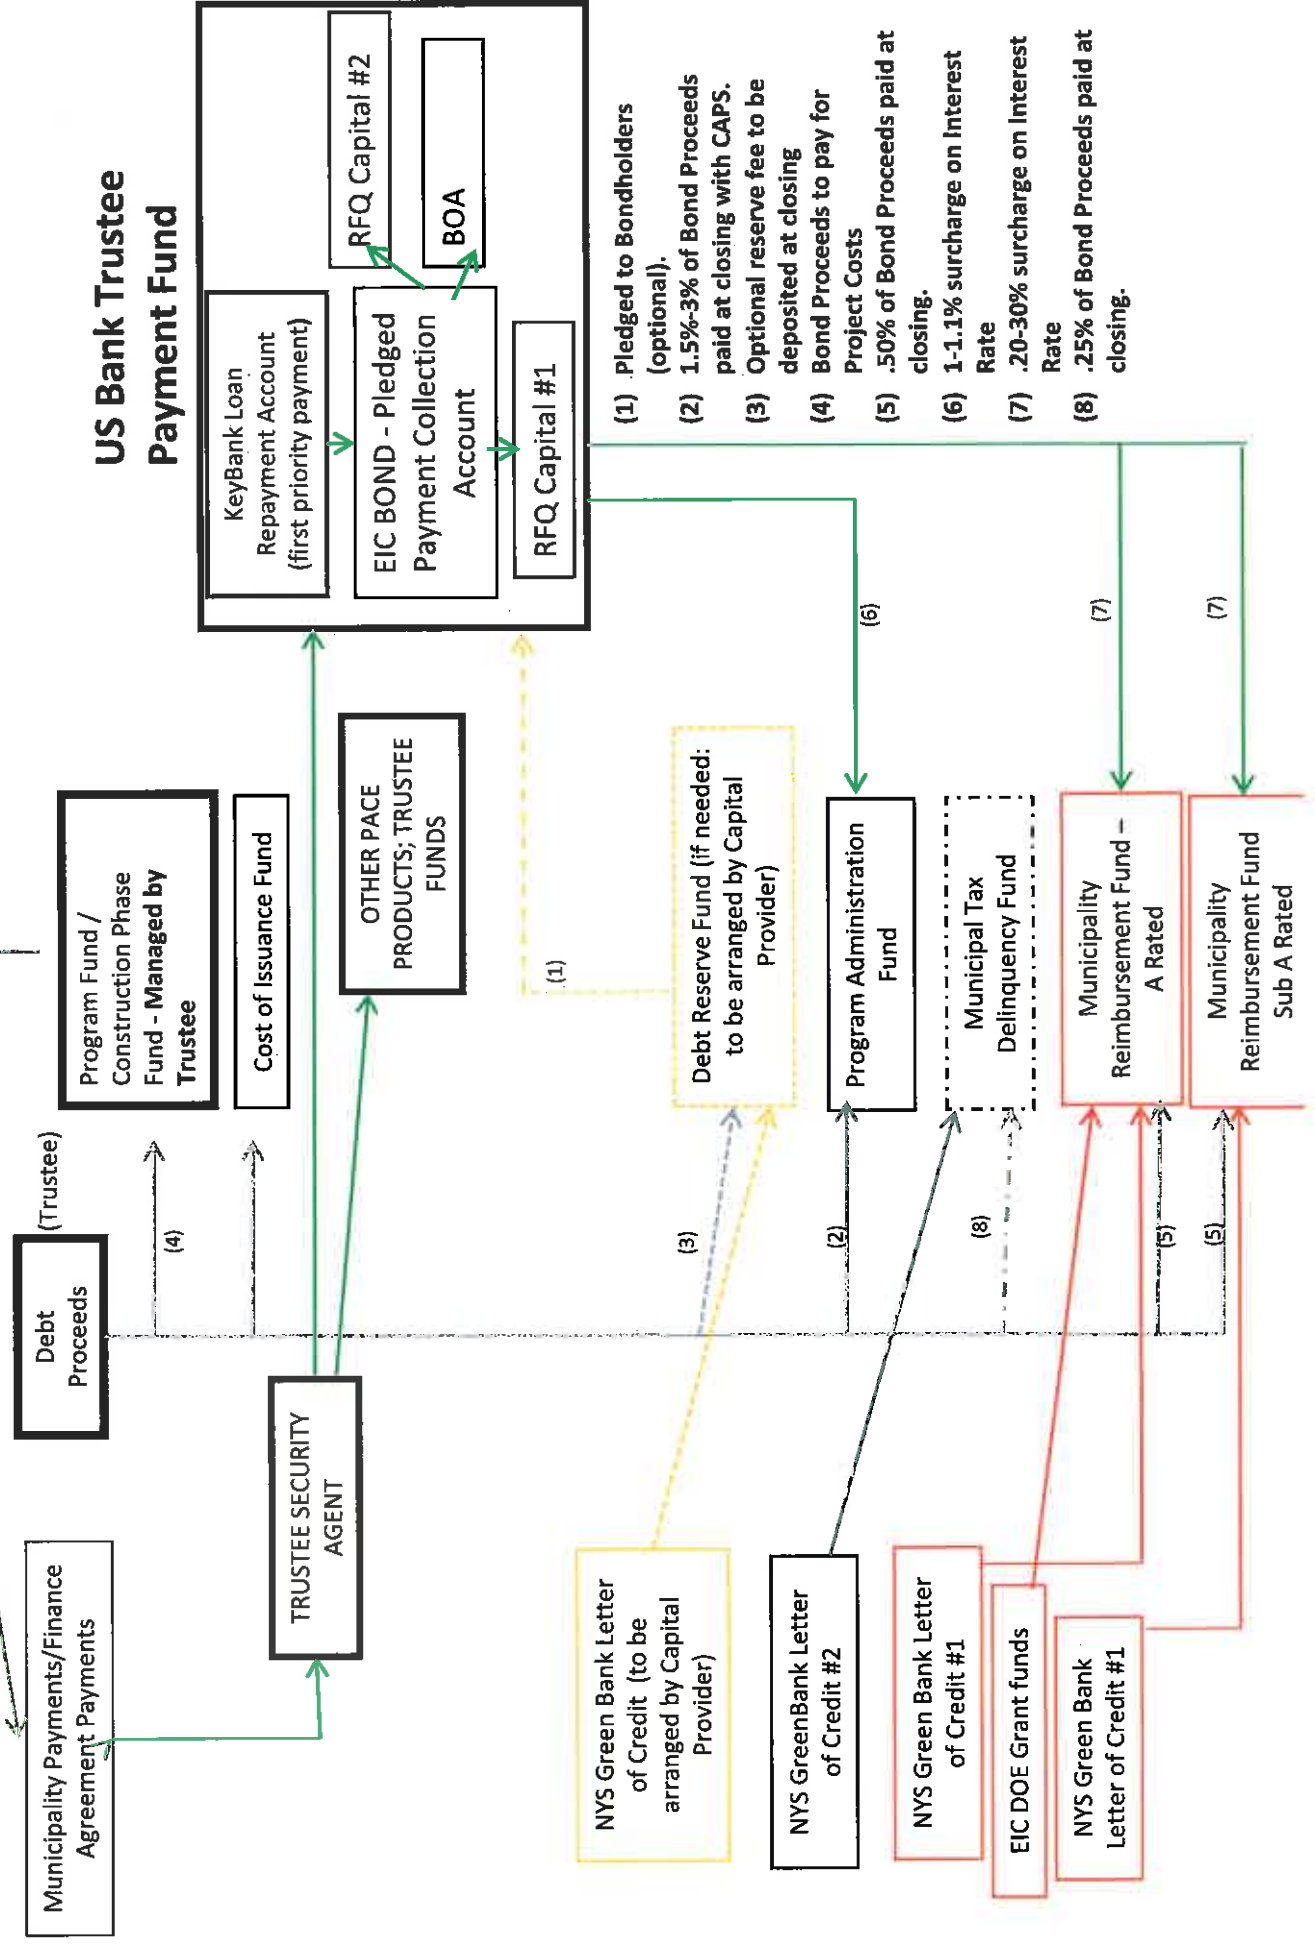 US Bank Trustee
Payment Fund
KeyBank Loan
Repayment Account
(first priority payment)
EIC BOND - Pledged
Payment Collection
Account
RFQ Capital #2
BOA
RFQ Capital #1
(1) Pledged to Bondholders
(optional).
(2) 1.5%-3% of Bond Proceeds
paid at closing with CAPS.
(3) Optional reserve fee to be
deposited at closing
(4) Bond Proceeds to pay for
Project Costs
(5) .50% of Bond Proceeds paid at
closing.
(6) 1-1.1% surcharge on Interest
Rate
(7) .20-30% surcharge on Interest
Rate
(8) .25% of Bond Proceeds paid at
closing.
Program Fund /
Construction Phase
Fund - Managed by
Trustee
Cost of Issuance Fund
OTHER PACE
PRODUCTS; TRUSTEE
FUNDS
(1)
Debt Reserve Fund (if needed:
to be arranged by Capital
Provider)
Program Administration
Fund
Municipal Tax
Delinquency Fund
Municipality
Reimbursement Fund –
A Rated
Municipality
Reimbursement Fund
Sub A Rated
(6)
(7)
(7)
Debt
Proceeds
(Trustee)
(4)
(3)
(2)
(8)
(5)
(5)
Municipality Payments/Finance
Agreement Payments
TRUSTEE SECURITY
AGENT
NYS Green Bank Letter
of Credit (to be
arranged by Capital
Provider)
NYS GreenBank Letter
of Credit #2
NYS Green Bank Letter
of Credit #1
EIC DOE Grant funds
NYS Green Bank
Letter of Credit #1